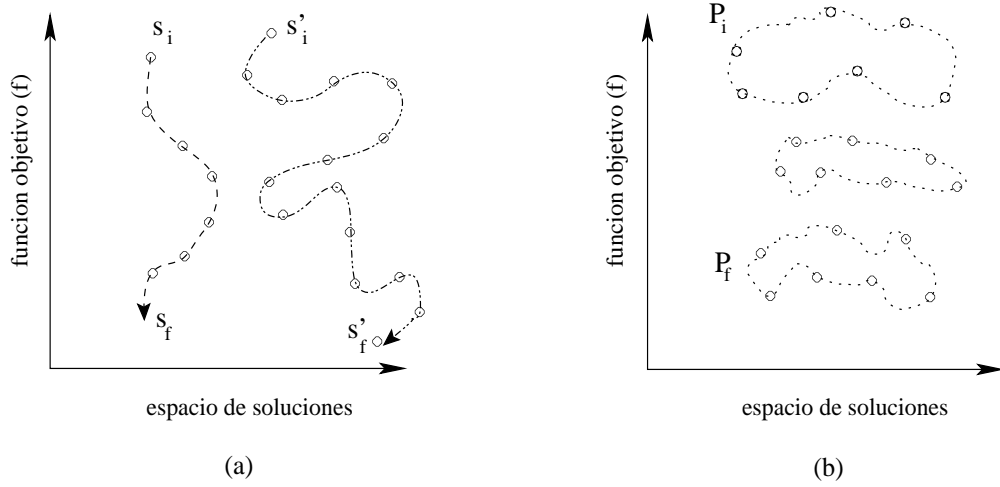 s_i
s'_i
funcion objetivo (f)
s_f
s'_f
espacio de soluciones
(a)
P_i
funcion objetivo (f)
P_f
espacio de soluciones
(b)